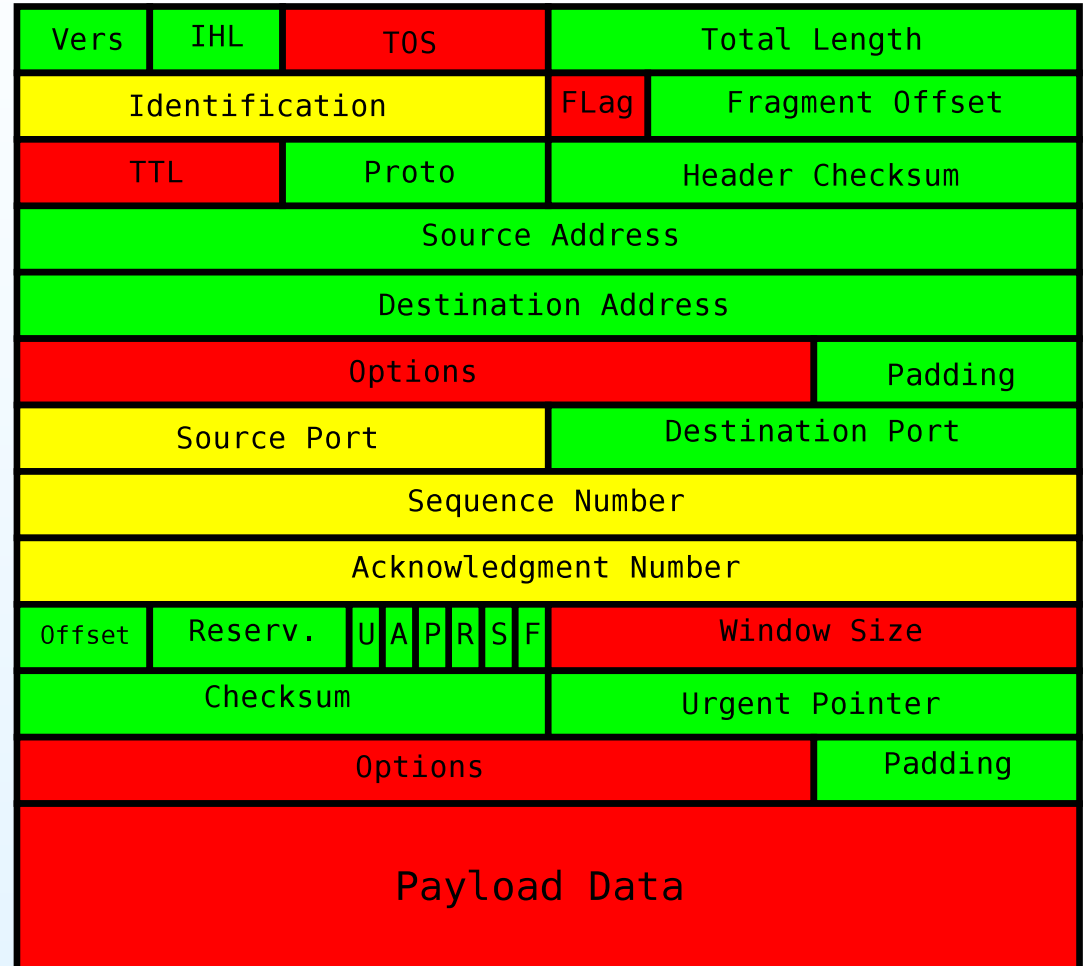 Vers IHL TOS Total Length
Identification FLag Fragment Offset
TTL Proto Header Checksum
Source Address
Destination Address
Options Padding
Source Port Destination Port
Sequence Number
Acknowledgment Number
Offset Reserv. U A P R S F Window Size
Checksum Urgent Pointer
Options Padding
Payload Data